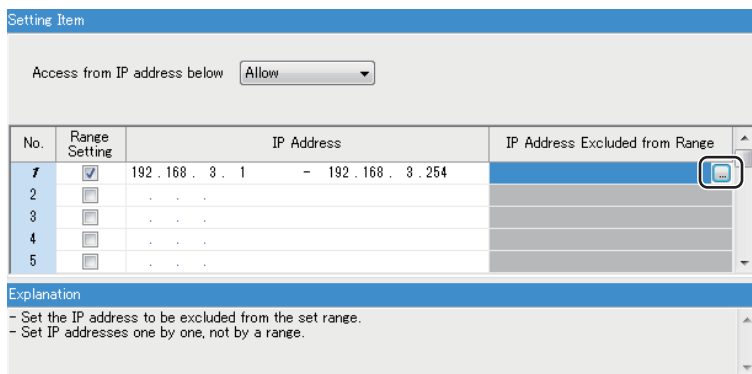 Setting Item
Access from IP address below Allow
No. Range Setting IP Address IP Address Excluded from Range
1 192 . 168 . 3 . 1 - 192 . 168 . 3 . 254 ...
2 . . .
3 . . .
4 . . .
5 . . .
Explanation
- Set the IP address to be excluded from the set range.
- Set IP addresses one by one, not by a range.